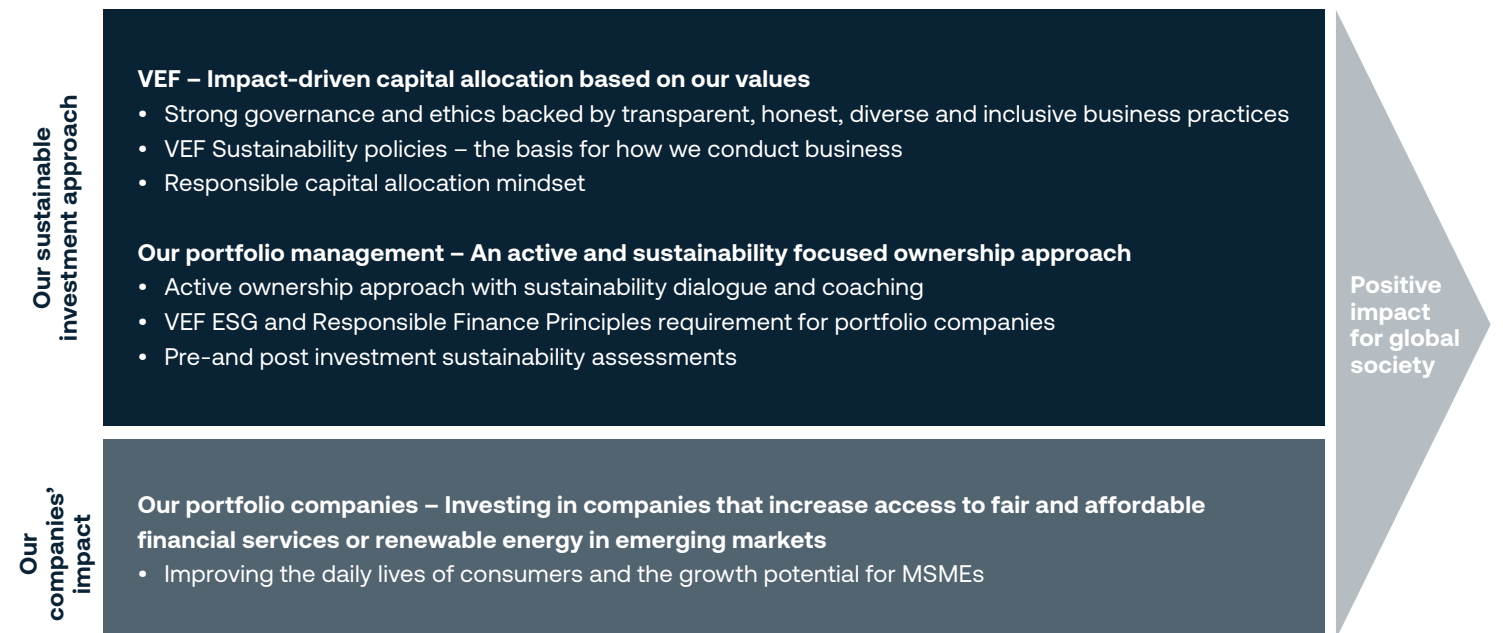 Our sustainable
investment approach
VEF – Impact-driven capital allocation based on our values
• Strong governance and ethics backed by transparent, honest, diverse and inclusive business practices
• VEF Sustainability policies – the basis for how we conduct business
• Responsible capital allocation mindset
Our portfolio management – An active and sustainability focused ownership approach
• Active ownership approach with sustainability dialogue and coaching
• VEF ESG and Responsible Finance Principles requirement for portfolio companies
• Pre-and post investment sustainability assessments
Our
companies’
impact
Our portfolio companies – Investing in companies that increase access to fair and affordable
financial services or renewable energy in emerging markets
• Improving the daily lives of consumers and the growth potential for MSMEs
Positive
impact
for global
society